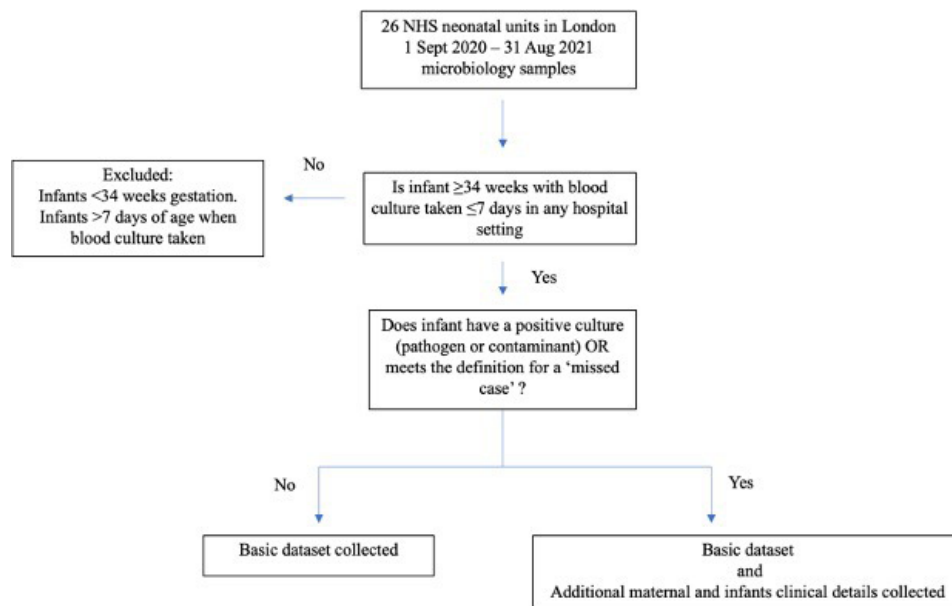 26 NHS neonatal units in London
1 Sept 2020 – 31 Aug 2021
microbiology samples
No
Excluded:
Infants <34 weeks gestation.
Infants >7 days of age when
blood culture taken
Is infant ≥34 weeks with blood
culture taken ≤7 days in any hospital
setting
Yes
Does infant have a positive culture
(pathogen or contaminant) OR
meets the definition for a ‘missed
case’ ?
No
Yes
Basic dataset collected
Basic dataset
and
Additional maternal and infants clinical details collected